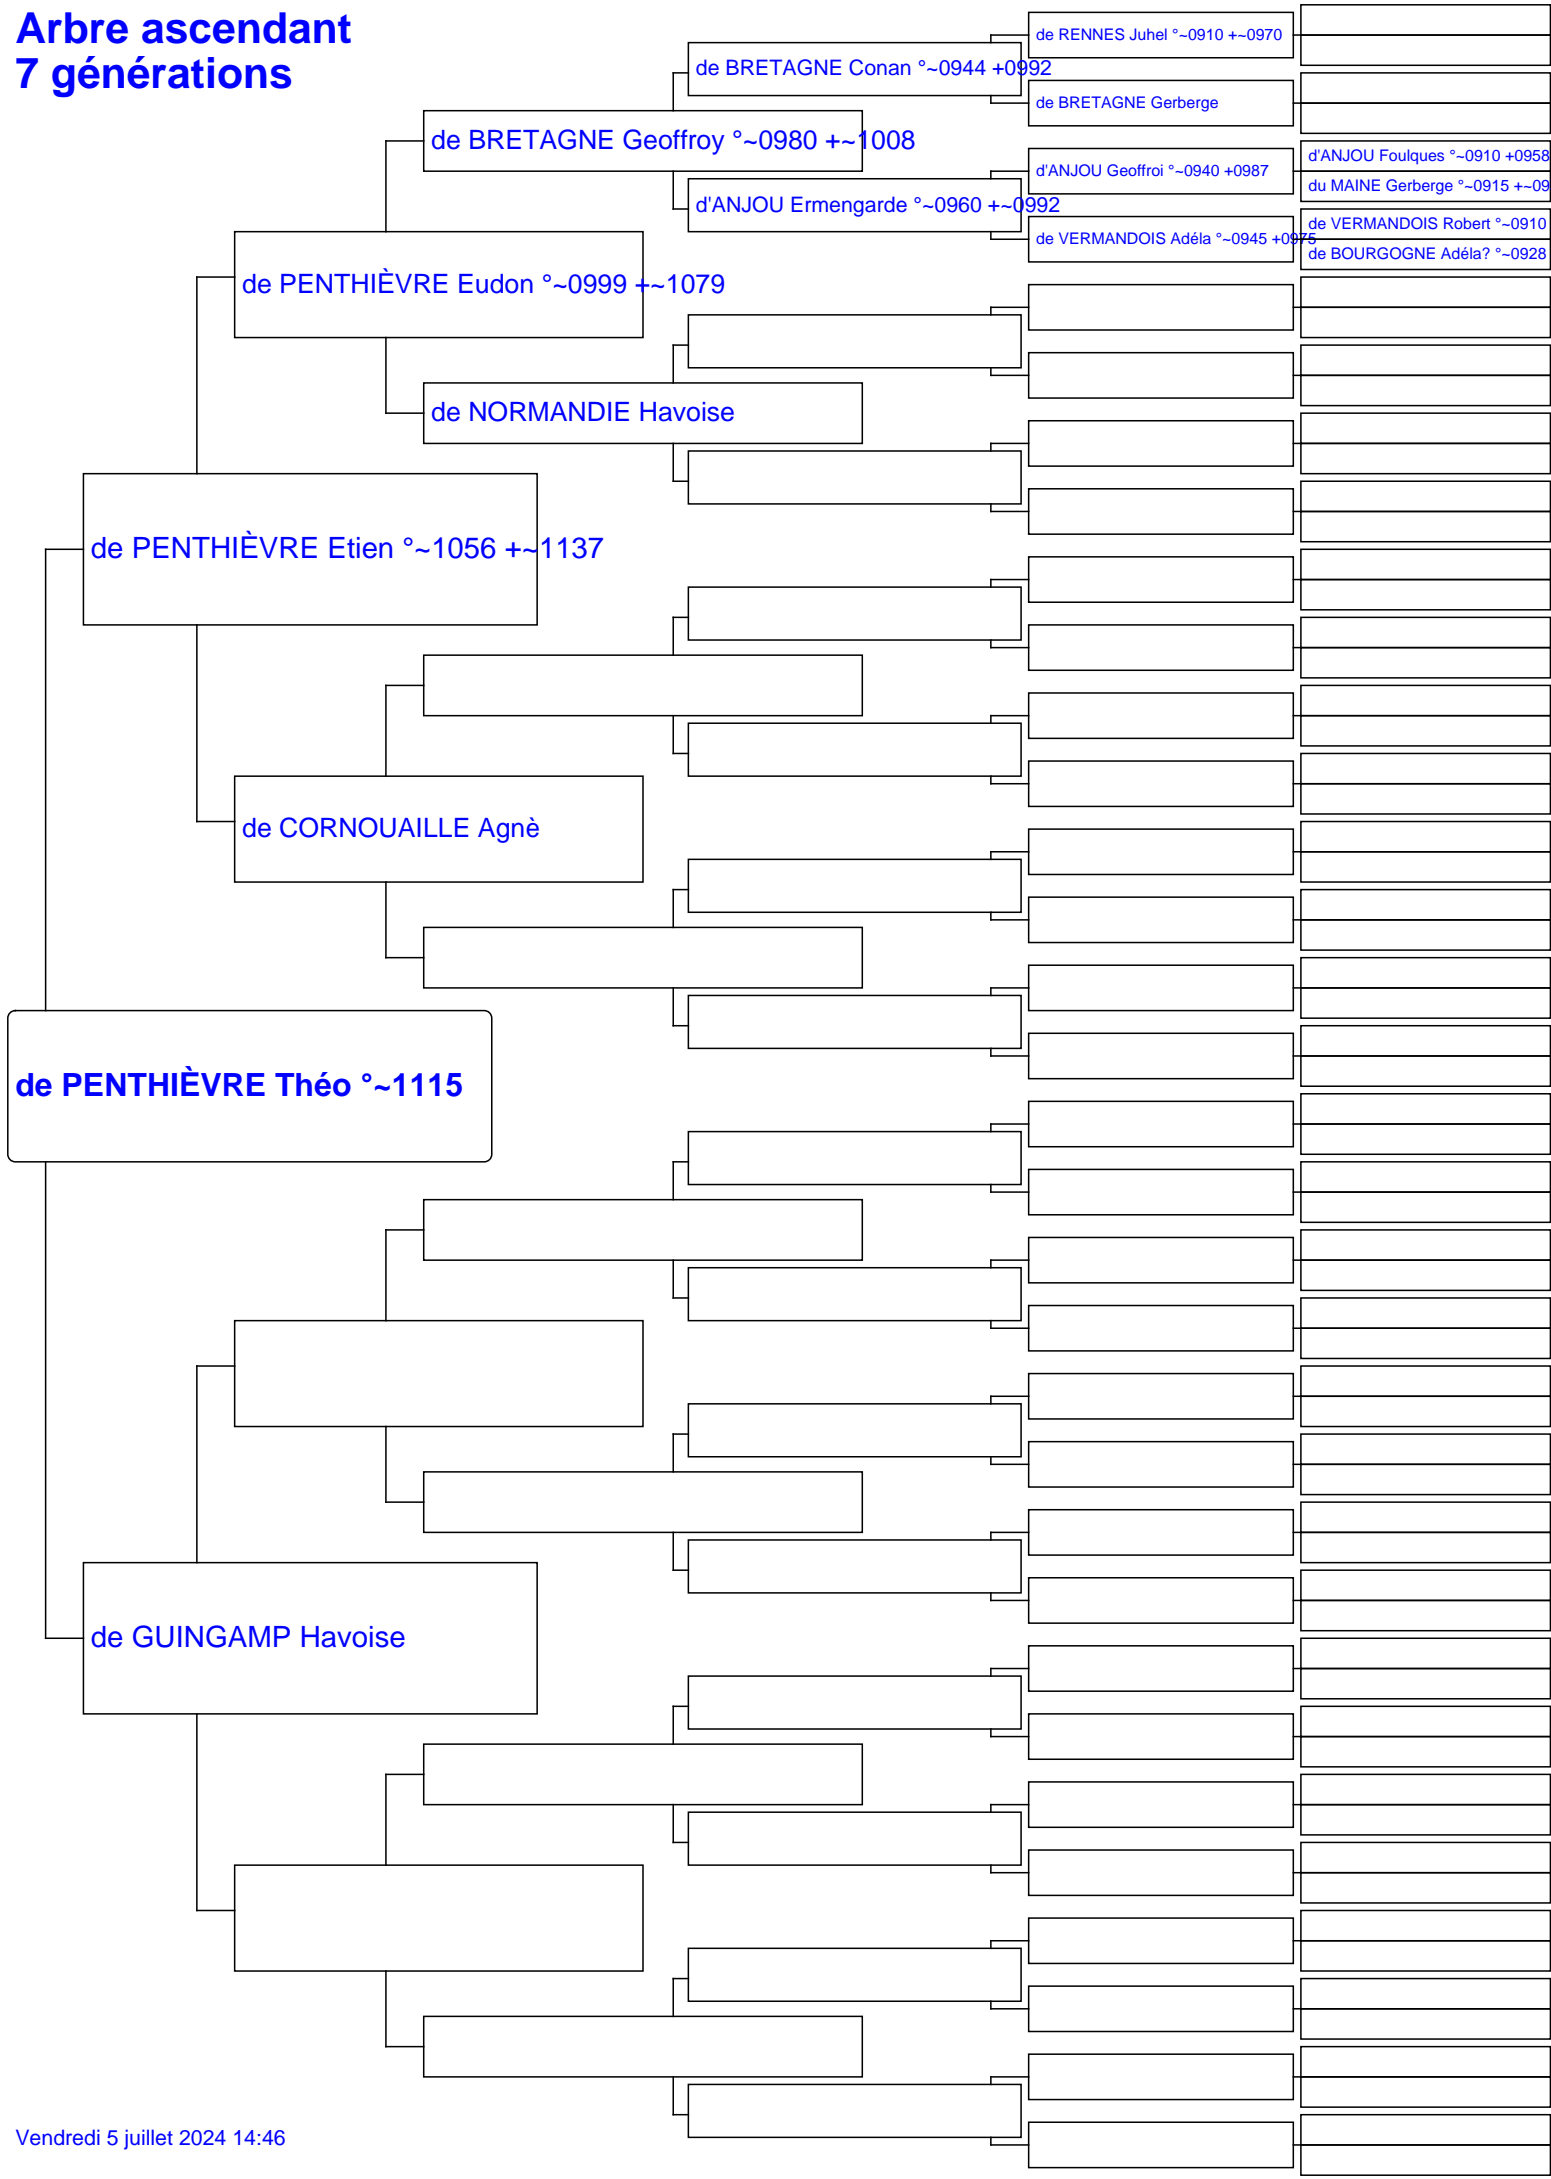 Arbre ascendant
7 générations
de RENNES Juhel °~0910 +~0970
de BRETAGNE Conan °~0944 +0992
de BRETAGNE Gerberge
de BRETAGNE Geoffroy °~0980 +~1008
d'ANJOU Foulques °~0910 +0958
d'ANJOU Geoffroi °~0940 +0987
du MAINE Gerberge °~0915 +~09
d'ANJOU Ermengarde °~0960 +~0992
de VERMANDOIS Robert °~0910
de VERMANDOIS Adéla °~0945 +0975
de BOURGOGNE Adéla? °~0928
de PENTHIÈVRE Eudon °~0999 +~1079
de NORMANDIE Havoise
de PENTHIÈVRE Etien °~1056 +~1137
de CORNOUAILLE Agnè
de PENTHIÈVRE Théo °~1115
de GUINGAMP Havoise
Vendredi 5 juillet 2024 14:46